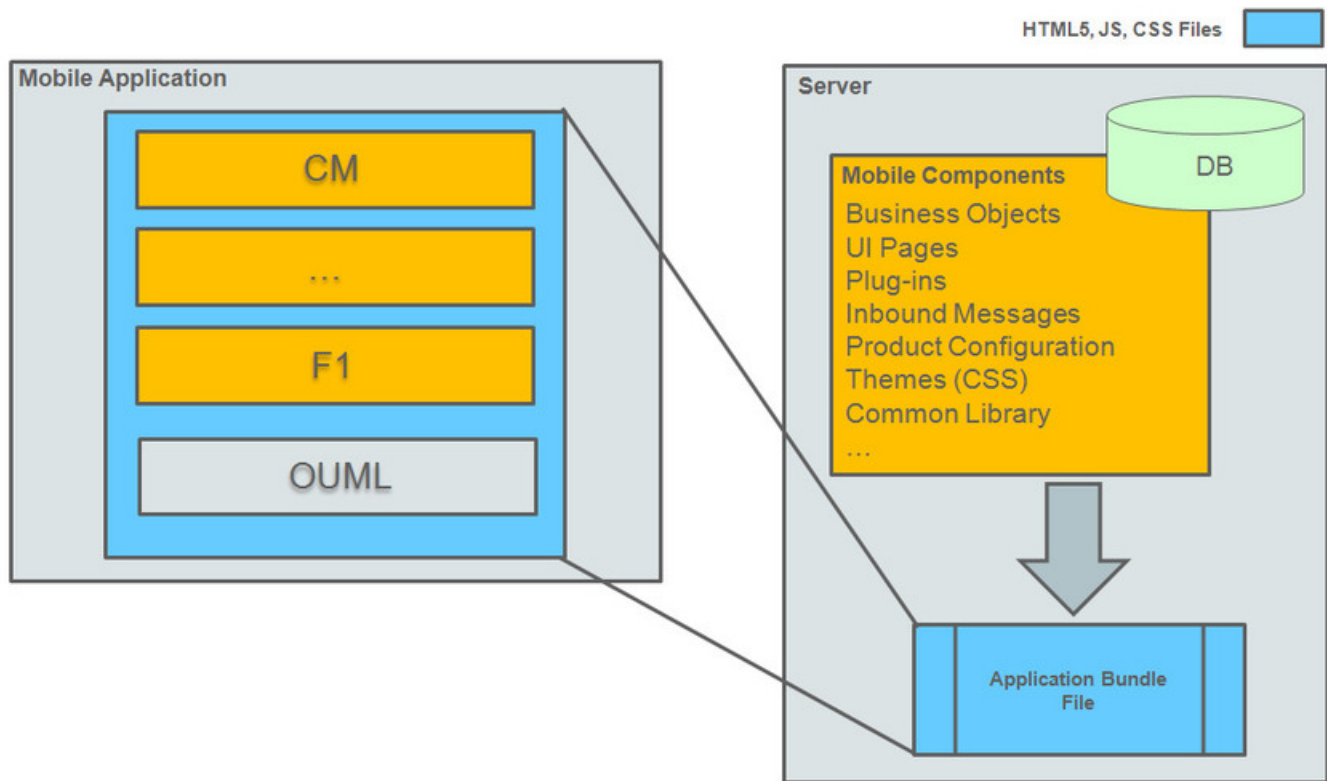 HTML5, JS, CSS Files
Mobile Application
CM
...
F1
OUML
Server
DB
Mobile Components
Business Objects
UI Pages
Plug-ins
Inbound Messages
Product Configuration
Themes (CSS)
Common Library
...
Application Bundle
File